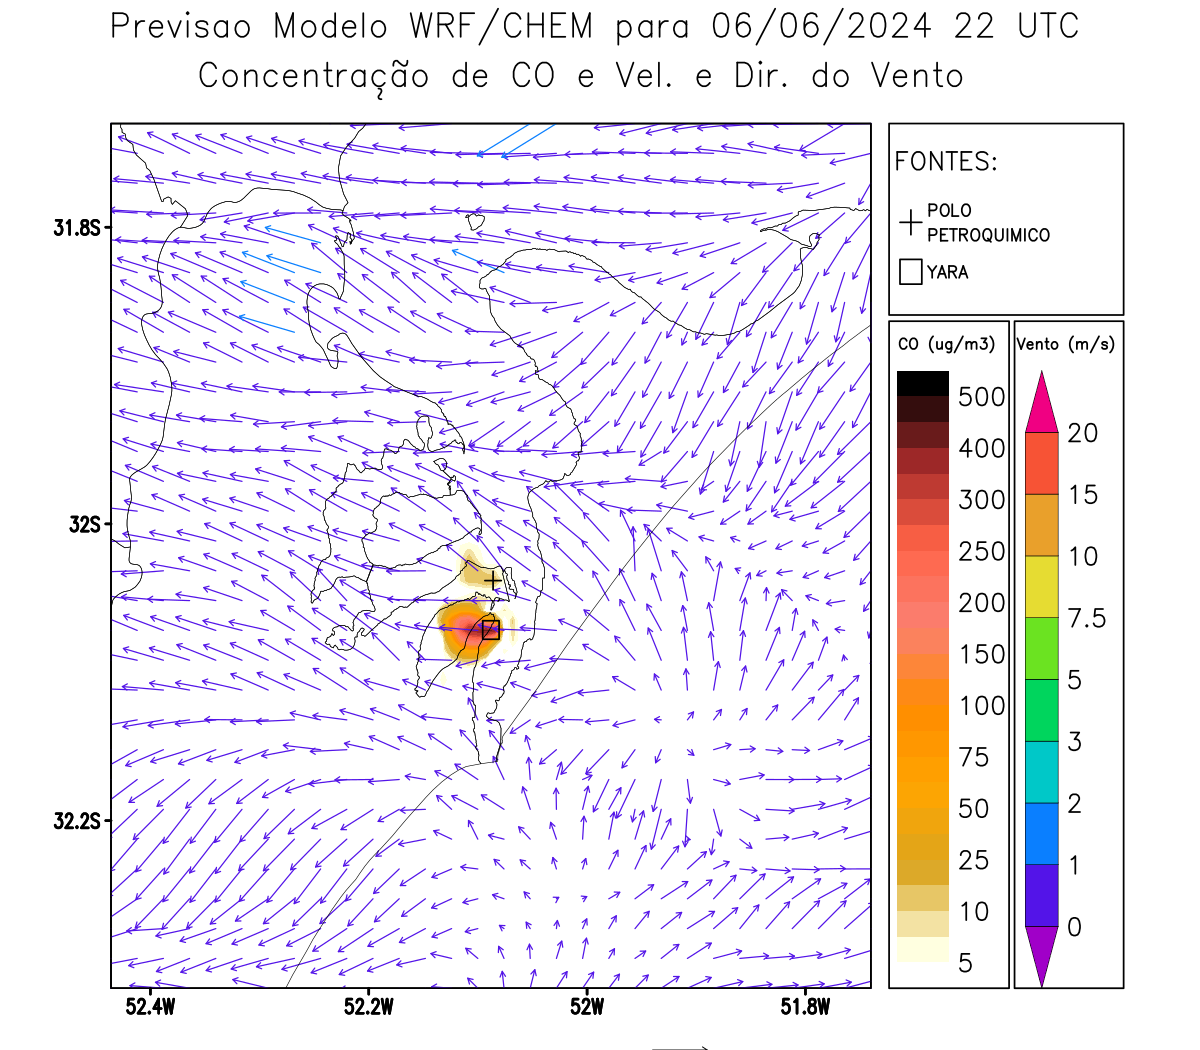 Previsao Modelo WRF/CHEM para 06/06/2024 22 UTC
Concentração de CO e Vel. e Dir. do Vento
FONTES:
POLO
PETROQUIMICO
YARA
31.8S
32S
32.2S
52.4W
52.2W
52W
51.8W
CO (ug/m3)
500
400
300
250
200
150
100
75
50
25
10
5
Vento (m/s)
20
15
10
7.5
5
3
2
1
0